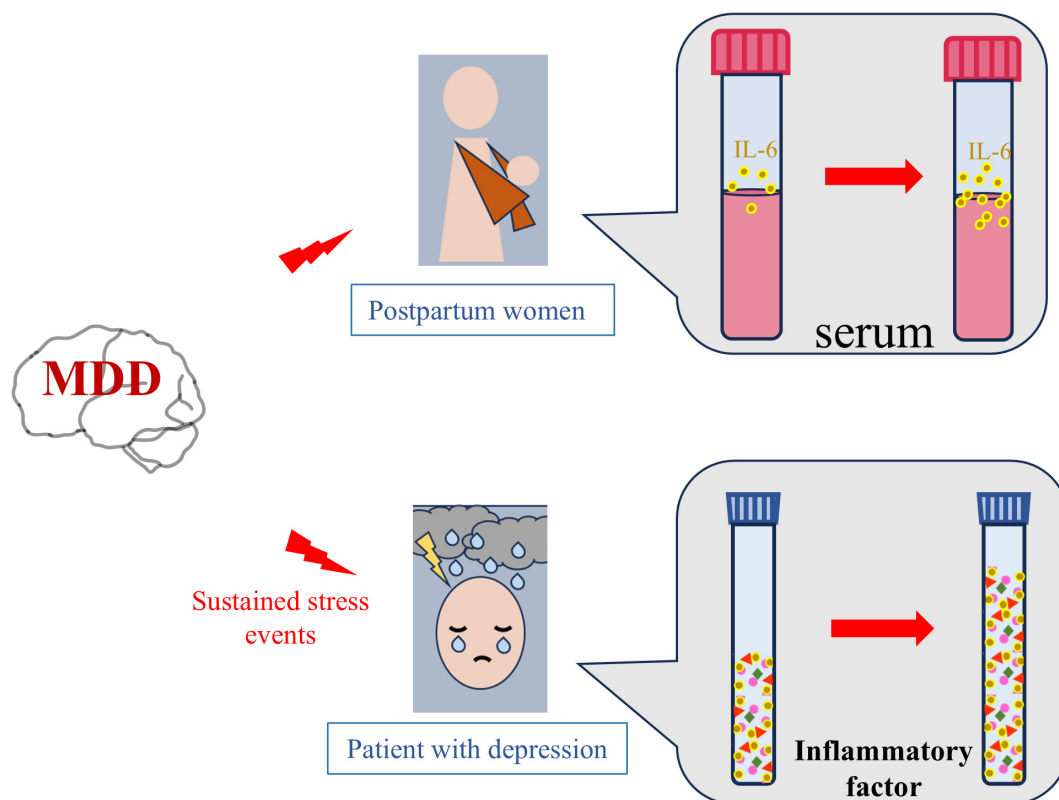 IL-6
IL-6
Postpartum women
serum
MDD
Sustained stress
events
Patient with depression
Inflammatory
factor